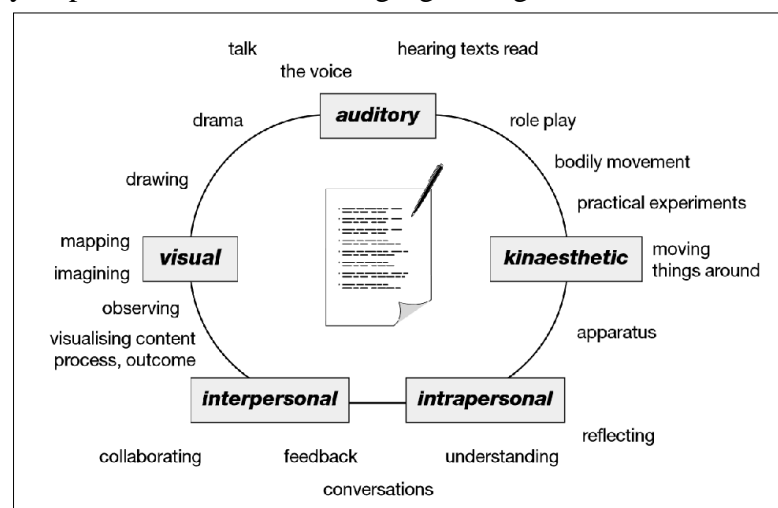 talk
hearing texts read
the voice
auditory
drama
role play
bodily movement
drawing
practical experiments
mapping
visual
kinaesthetic
moving
things around
imagining
observing
visualising content
process, outcome
apparatus
interpersonal
intrapersonal
reflecting
collaborating
feedback
understanding
conversations